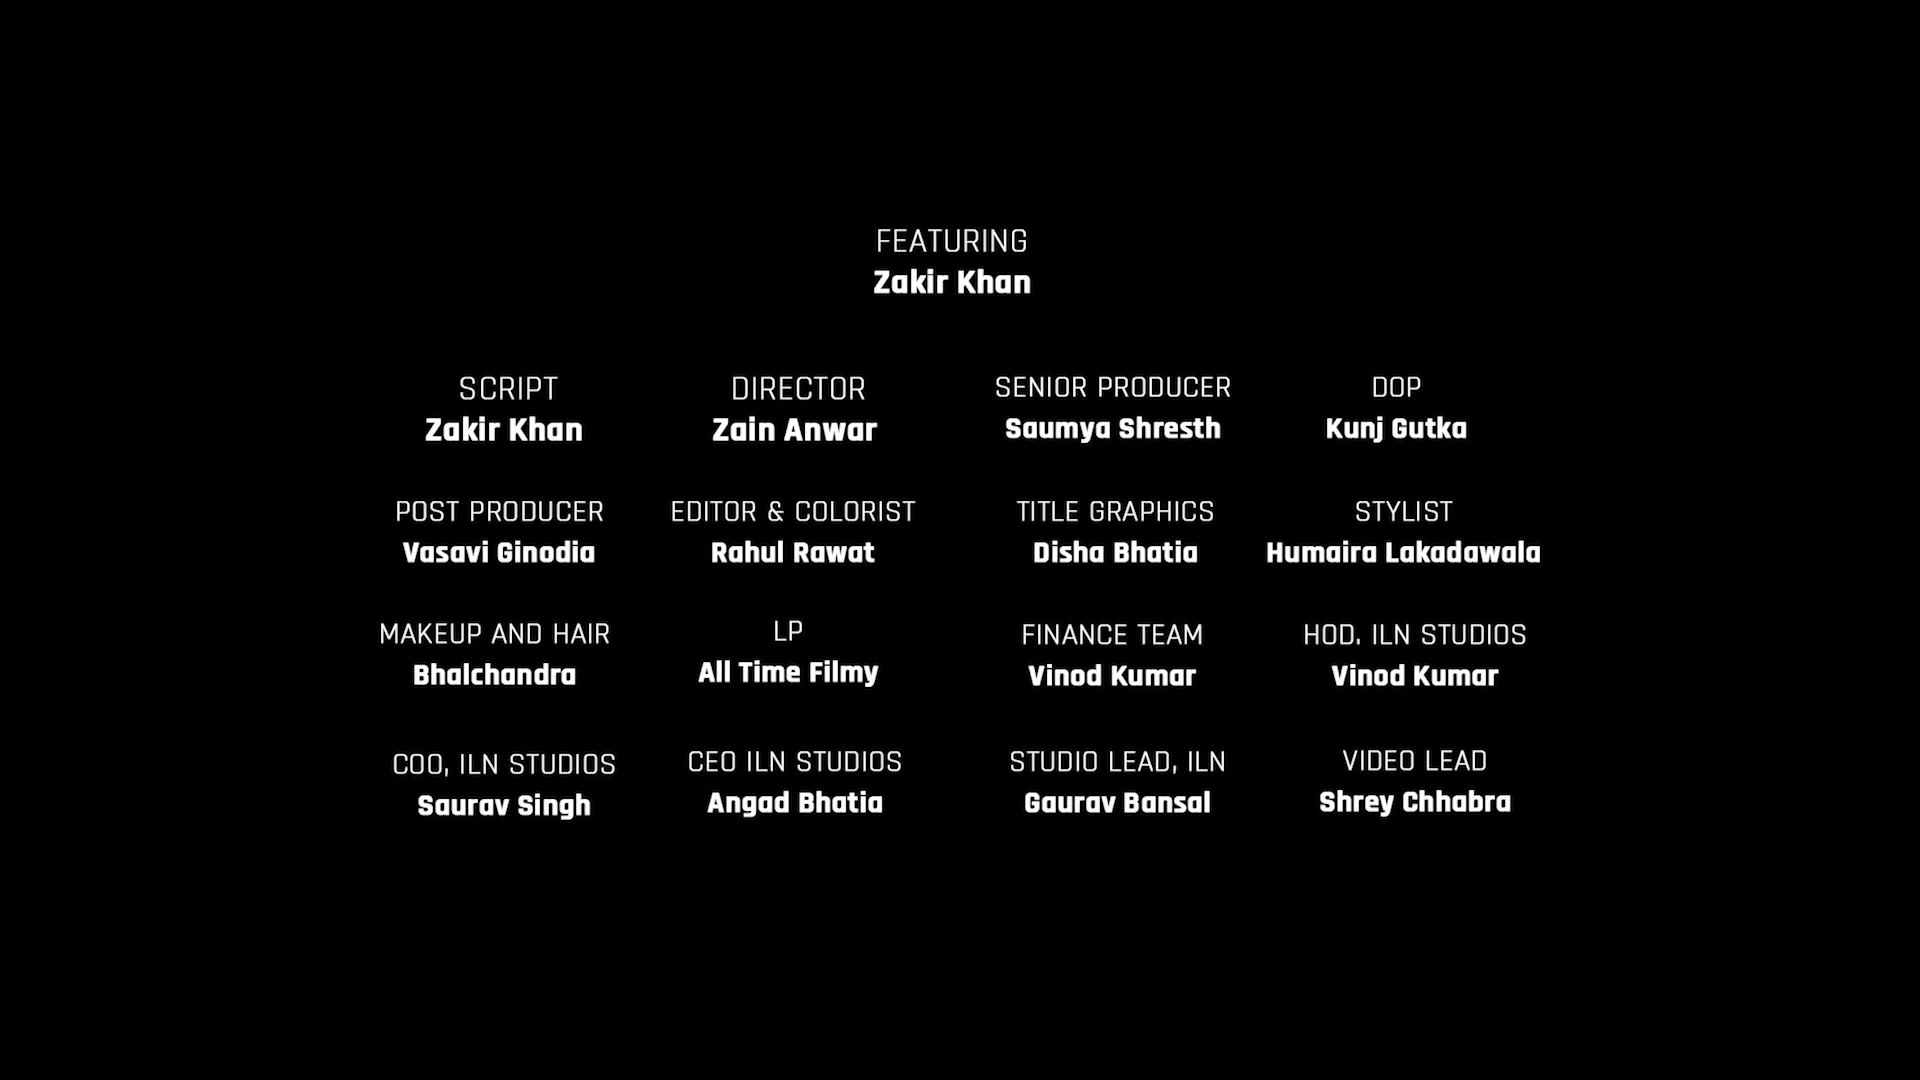 FEATURING
Zakir Khan
SCRIPT
Zakir Khan
DIRECTOR
Zain Anwar
SENIOR PRODUCER
Saumya Shresth
DOP
Kunj Gutka
POST PRODUCER
Vasavi Ginodia
EDITOR & COLORIST
Rahul Rawat
TITLE GRAPHICS
Disha Bhatia
STYLIST
Humaira Lakadawala
MAKEUP AND HAIR
Bhalchandra
LP
All Time Filmy
FINANCE TEAM
Vinod Kumar
HOD. ILN STUDIOS
Vinod Kumar
COO, ILN STUDIOS
Saurav Singh
CEO ILN STUDIOS
Angad Bhatia
STUDIO LEAD, ILN
Gaurav Bansal
VIDEO LEAD
Shrey Chhabra